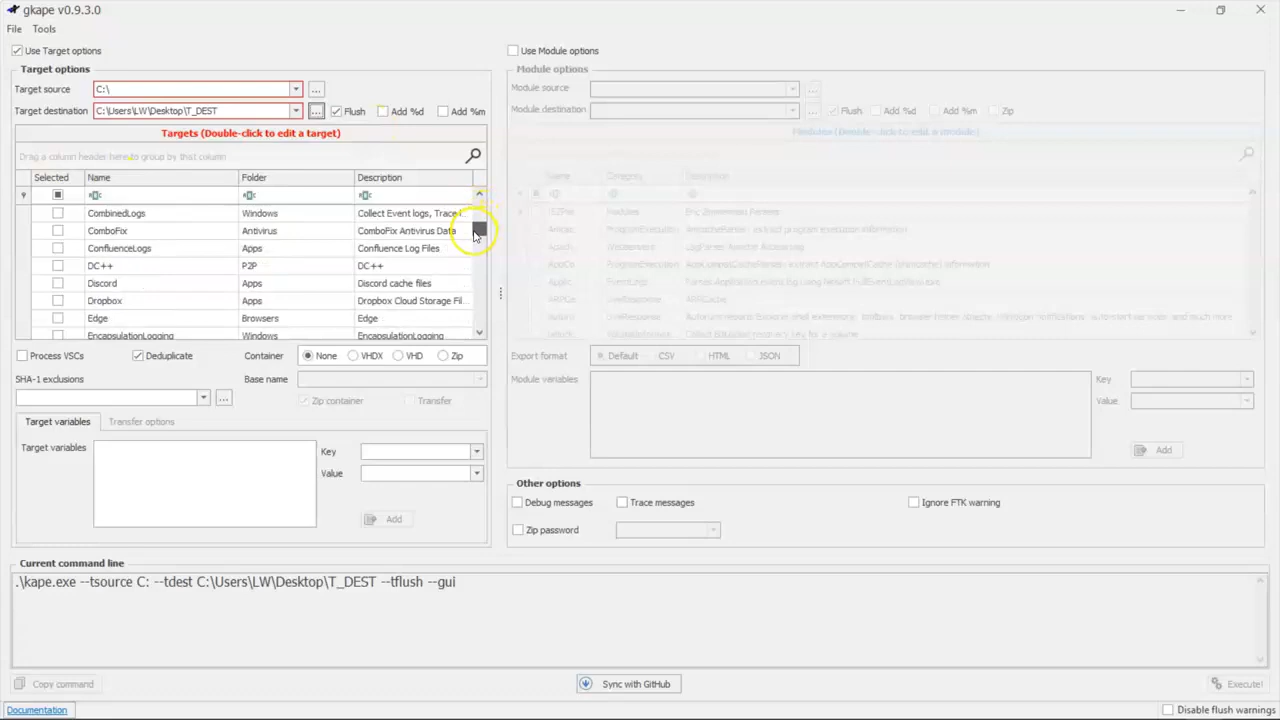 gkape v0.9.3.0
File Tools
Use Target options
Use Module options
Target options
Module options
Target source C:\ ...
Module source
Target destination C:\Users\LW\Desktop\T_DEST ... Flush Add %d Add %m
Module destination Flush Add %d Add %m Zip
Targets (Double-click to edit a target)
Modules (Double-click to edit a module)
Drag a column header here to group by that column
Selected Name Folder Description
Name Category Description
CombinedLogs Windows Collect Event logs, Trace l...
ComboFix Antivirus ComboFix Antivirus Data
ConfluenceLogs Apps Confluence Log Files
DC++ P2P DC++
Discord Apps Discord cache files
Dropbox Apps Dropbox Cloud Storage Fil...
Edge Browsers Edge
EncapsulationLogging Windows EncapsulationLogging
Process VSCs Deduplicate Container None VHDX VHD Zip
Export format Default CSV HTML JSON
SHA-1 exclusions Base name
Module variables Key
Value
... Zip container Transfer
Target variables Transfer options
Target variables Key
Value
Add
Add
Other options
Debug messages Trace messages Ignore FTK warning
Zip password
Current command line
.\kape.exe --tsource C: --tdest C:\Users\LW\Desktop\T_DEST --tflush --gui
Copy command Sync with GitHub Execute!
Documentation Disable flush warnings